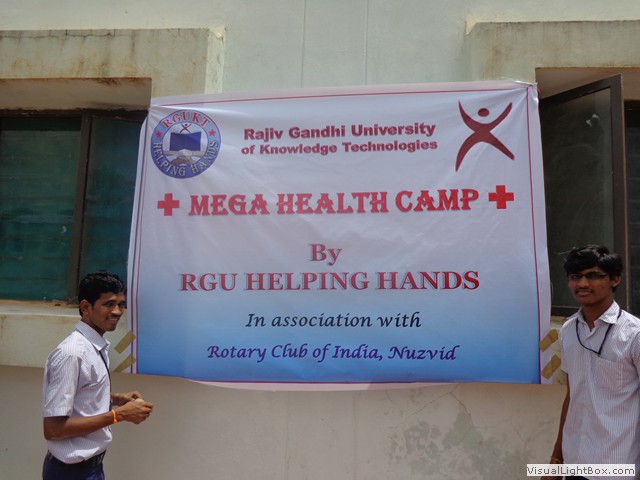 RGUKT
HELPING HANDS
Rajiv Gandhi University
of Knowledge Technologies
MEGA HEALTH CAMP
By
RGU HELPING HANDS
In association with
Rotary Club of India, Nuzvid
VisualLightBox.com